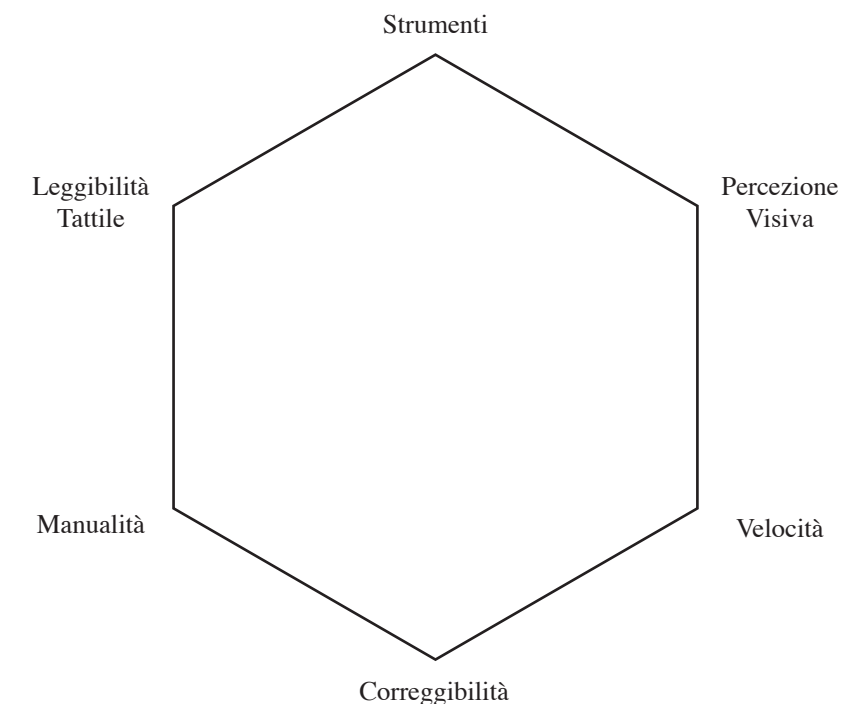 Strumenti
Leggibilità
Tattile
Percezione
Visiva
Manualità
Velocità
Correggibilità